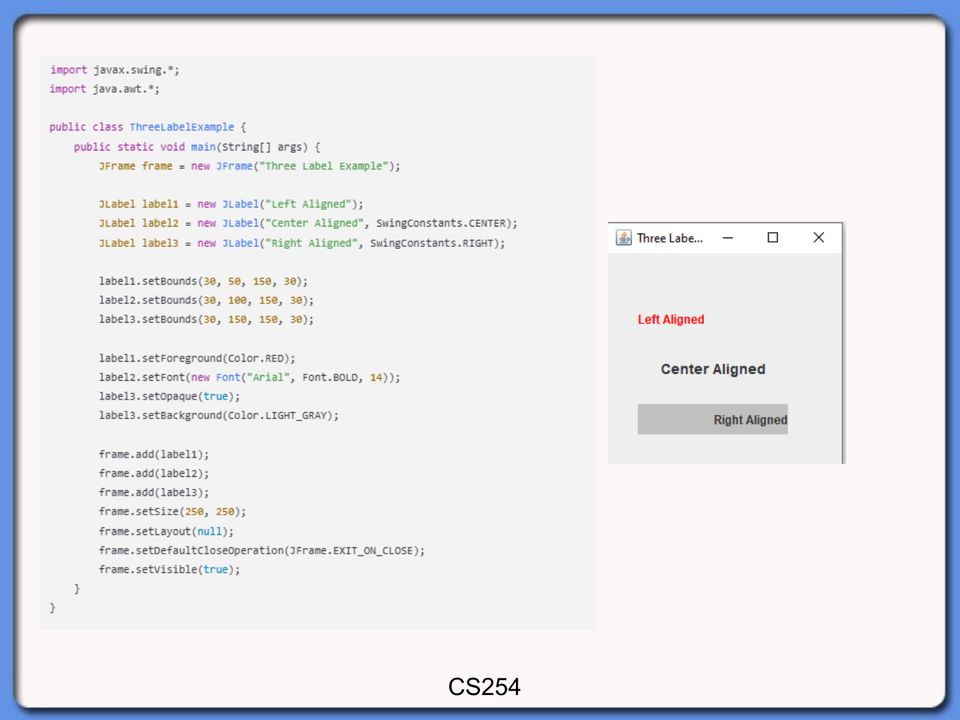 import javax.swing.*;
import java.awt.*;

public class ThreeLabelExample {
    public static void main(String[] args) {
        JFrame frame = new JFrame("Three Label Example");

        JLabel label1 = new JLabel("Left Aligned");
        JLabel label2 = new JLabel("Center Aligned", SwingConstants.CENTER);
        JLabel label3 = new JLabel("Right Aligned", SwingConstants.RIGHT);

        label1.setBounds(30, 50, 150, 30);
        label2.setBounds(30, 100, 150, 30);
        label3.setBounds(30, 150, 150, 30);

        label1.setForeground(Color.RED);
        label2.setFont(new Font("Arial", Font.BOLD, 14));
        label3.setOpaque(true);
        label3.setBackground(Color.LIGHT_GRAY);

        frame.add(label1);
        frame.add(label2);
        frame.add(label3);
        frame.setSize(250, 250);
        frame.setLayout(null);
        frame.setDefaultCloseOperation(JFrame.EXIT_ON_CLOSE);
        frame.setVisible(true);
    }
}
Three Labe...
Left Aligned
Center Aligned
Right Aligned
CS254